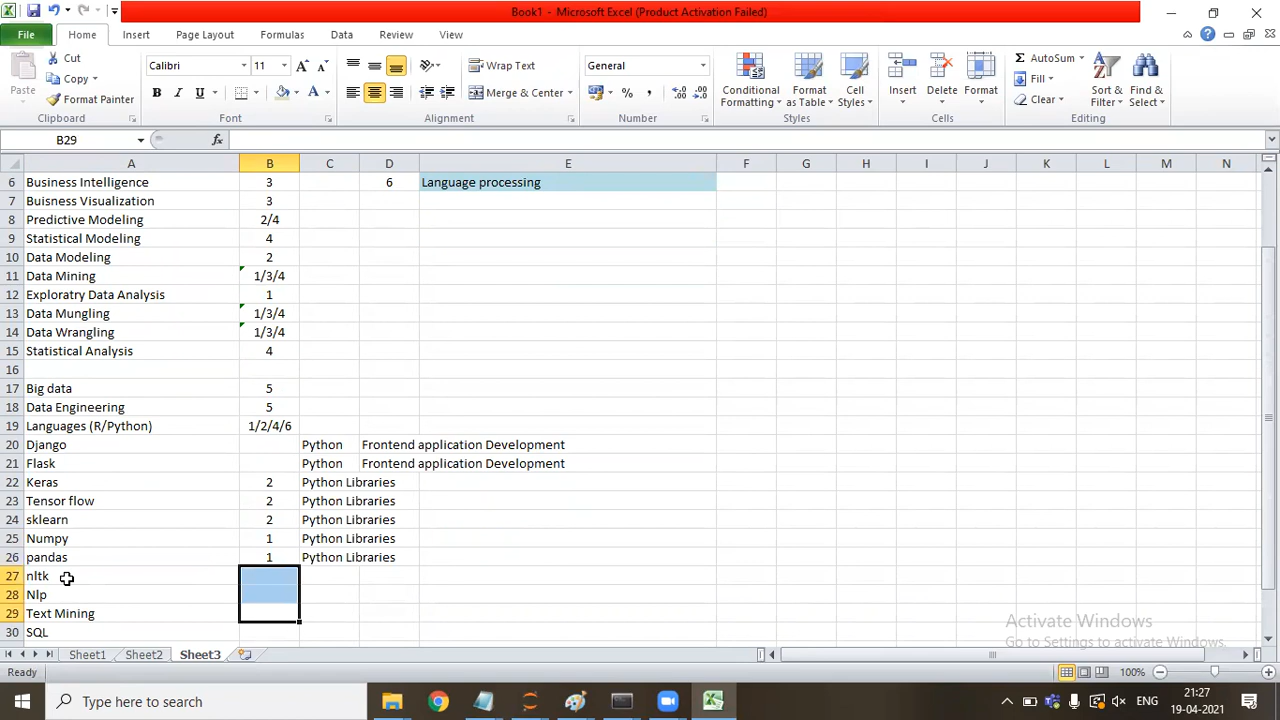 Book1 - Microsoft Excel (Product Activation Failed)
File Home Insert Page Layout Formulas Data Review View
Paste
Cut
Copy
Format Painter
Clipboard
Calibri 11
B I U
Font
Wrap Text
Merge & Center
Alignment
General
%
Number
Conditional Formatting
Format as Table
Cell Styles
Styles
Insert Delete Format
Cells
Σ AutoSum
Fill
Clear
Sort & Filter
Find & Select
Editing
B29 fx
A B C D E F G H I J K L M N
6 Business Intelligence 3 6 Language processing
7 Buisness Visualization 3
8 Predictive Modeling 2/4
9 Statistical Modeling 4
10 Data Modeling 2
11 Data Mining 1/3/4
12 Exploratry Data Analysis 1
13 Data Mungling 1/3/4
14 Data Wrangling 1/3/4
15 Statistical Analysis 4
16
17 Big data 5
18 Data Engineering 5
19 Languages (R/Python) 1/2/4/6
20 Django Python Frontend application Development
21 Flask Python Frontend application Development
22 Keras 2 Python Libraries
23 Tensor flow 2 Python Libraries
24 sklearn 2 Python Libraries
25 Numpy 1 Python Libraries
26 pandas 1 Python Libraries
27 nltk
28 Nlp
29 Text Mining
30 SQL
Activate Windows
Go to Settings to activate Windows.
Sheet1 Sheet2 Sheet3
Ready 100%
Type here to search
ENG
21:27
19-04-2021